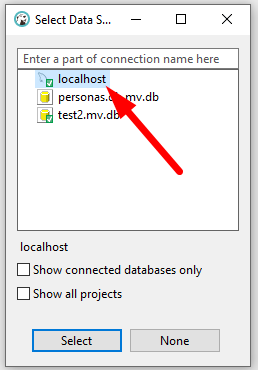 Select Data S...
Enter a part of connection name here
localhost
personas.db.mv.db
test2.mv.db
localhost
Show connected databases only
Show all projects
Select
None